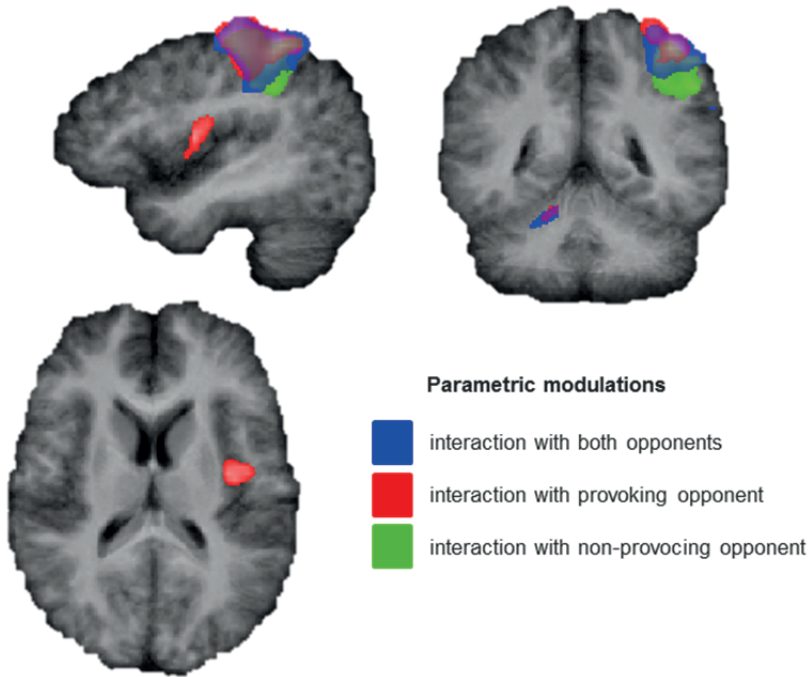 Parametric modulations
interaction with both opponents
interaction with provoking opponent
interaction with non-provocing opponent